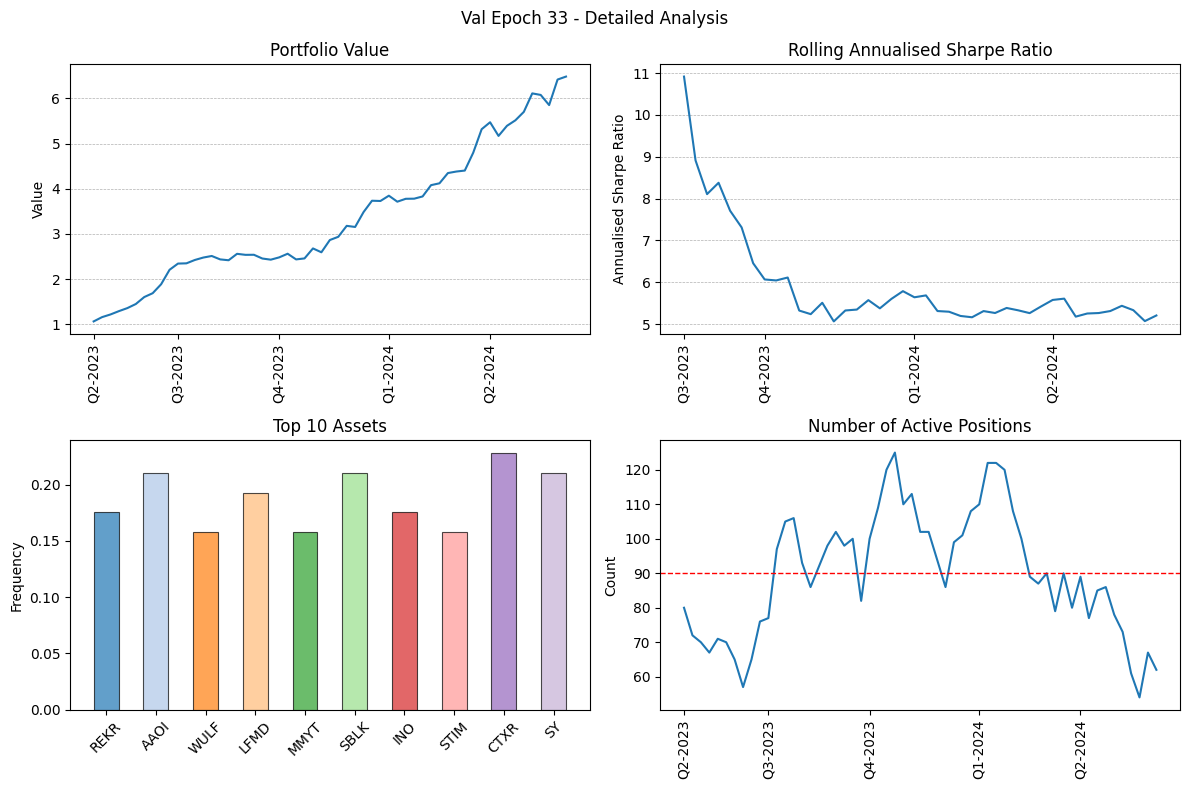 Val Epoch 33 - Detailed Analysis
Portfolio Value
Value
6
5
4
3
2
1
Q2-2023
Q3-2023
Q4-2023
Q1-2024
Q2-2024
Rolling Annualised Sharpe Ratio
Annualised Sharpe Ratio
11
10
9
8
7
6
5
Q3-2023
Q4-2023
Q1-2024
Q2-2024
Top 10 Assets
Frequency
0.20
0.15
0.10
0.05
0.00
REKR
AAOI
WULF
LFMD
MMYT
SBLK
INO
STIM
CTXR
SY
Number of Active Positions
Count
120
110
100
90
80
70
60
Q2-2023
Q3-2023
Q4-2023
Q1-2024
Q2-2024